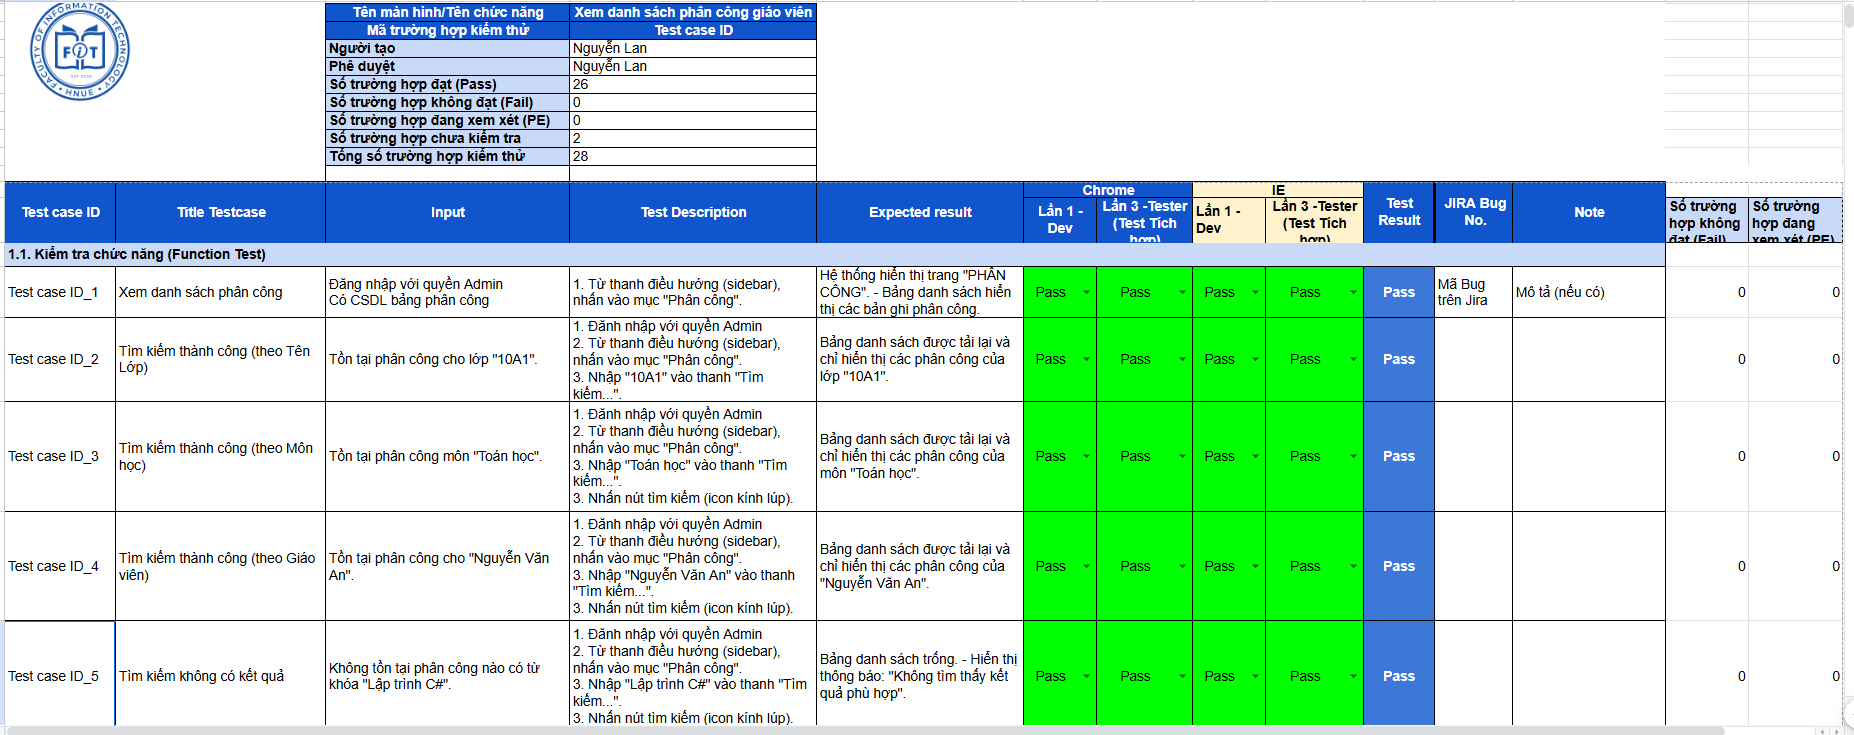 FACULTY OF INFORMATION TECHNOLOGY
FiT
HNUE
Tên màn hình/Tên chức năng Xem danh sách phân công giáo viên
Mã trường hợp kiểm thử Test case ID
Người tạo Nguyễn Lan
Phê duyệt Nguyễn Lan
Số trường hợp đạt (Pass) 26
Số trường hợp không đạt (Fail) 0
Số trường hợp đang xem xét (PE) 0
Số trường hợp chưa kiểm tra 2
Tổng số trường hợp kiểm thử 28
Test case ID
Title Testcase
Input
Test Description
Expected result
Chrome
Lần 1 -
Dev
Lần 3 -Tester
(Test Tích
hợp)
IE
Lần 1 -
Dev
Lần 3 -Tester
(Test Tích
hợp)
Test
Result
JIRA Bug
No.
Note
Số trường
hợp không
đạt (Fail)
Số trường
hợp đang
xem xét (PE)
1.1. Kiểm tra chức năng (Function Test)
Test case ID_1
Xem danh sách phân công
Đăng nhập với quyền Admin
Có CSDL bảng phân công
1. Từ thanh điều hướng (sidebar),
nhấn vào mục "Phân công".
Hệ thống hiển thị trang "PHÂN
CÔNG". - Bảng danh sách hiển
thị các bản ghi phân công.
Pass Pass Pass Pass Pass
Mã Bug
trên Jira
Mô tả (nếu có)
0 0
Test case ID_2
Tìm kiếm thành công (theo Tên
Lớp)
Tồn tại phân công cho lớp "10A1".
1. Đănh nhập với quyền Admin
2. Từ thanh điều hướng (sidebar),
nhấn vào mục "Phân công".
3. Nhập "10A1" vào thanh "Tìm
kiếm...".
Bảng danh sách được tải lại và
chỉ hiển thị các phân công của
lớp "10A1".
Pass Pass Pass Pass Pass
0 0
Test case ID_3
Tìm kiếm thành công (theo Môn
học)
Tồn tại phân công môn "Toán học".
1. Đănh nhập với quyền Admin
2. Từ thanh điều hướng (sidebar),
nhấn vào mục "Phân công".
3. Nhập "Toán học" vào thanh "Tìm
kiếm...".
3. Nhấn nút tìm kiếm (icon kính lúp).
Bảng danh sách được tải lại và
chỉ hiển thị các phân công của
môn "Toán học".
Pass Pass Pass Pass Pass
0 0
Test case ID_4
Tìm kiếm thành công (theo Giáo
viên)
Tồn tại phân công cho "Nguyễn Văn
An".
1. Đănh nhập với quyền Admin
2. Từ thanh điều hướng (sidebar),
nhấn vào mục "Phân công".
3. Nhập "Nguyễn Văn An" vào thanh
"Tìm kiếm...".
3. Nhấn nút tìm kiếm (icon kính lúp).
Bảng danh sách được tải lại và
chỉ hiển thị các phân công của
"Nguyễn Văn An".
Pass Pass Pass Pass Pass
0 0
Test case ID_5
Tìm kiếm không có kết quả
Không tồn tại phân công nào có từ
khóa "Lập trình C#".
1. Đănh nhập với quyền Admin
2. Từ thanh điều hướng (sidebar),
nhấn vào mục "Phân công".
3. Nhập "Lập trình C#" vào thanh "Tìm
kiếm...".
3. Nhấn nút tìm kiếm (icon kính lúp).
Bảng danh sách trống. - Hiển thị
thông báo: "Không tìm thấy kết
quả phù hợp".
Pass Pass Pass Pass Pass
0 0